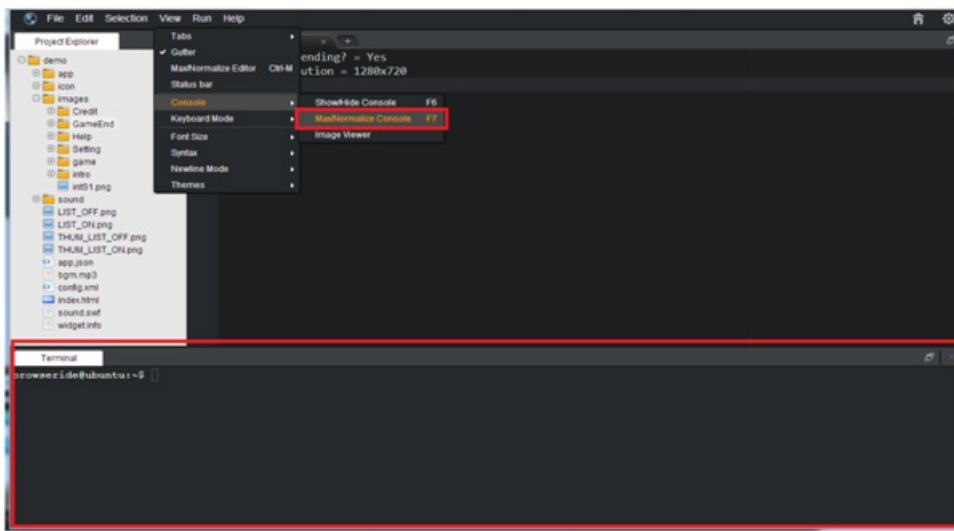 File Edit Selection View Run Help
Project Explorer
demo
app
icon
images
Credit
GameEnd
Help
Setting
game
intro
intS1.png
sound
LIST_OFF.png
LIST_ON.png
THUM_LIST_OFF.png
THUM_LIST_ON.png
app.json
bgm.mp3
config.xml
index.html
sound.swf
widget.info
Tabs
Gutter
Max/Normalize Editor Ctrl-M
Status bar
Console
Keyboard Mode
Font Size
Syntax
Newline Mode
Themes
Show/Hide Console F6
Max/Normalize Console F7
Image Viewer
ending? = Yes
ution = 1280x720
Terminal
browseride@ubuntu:~$